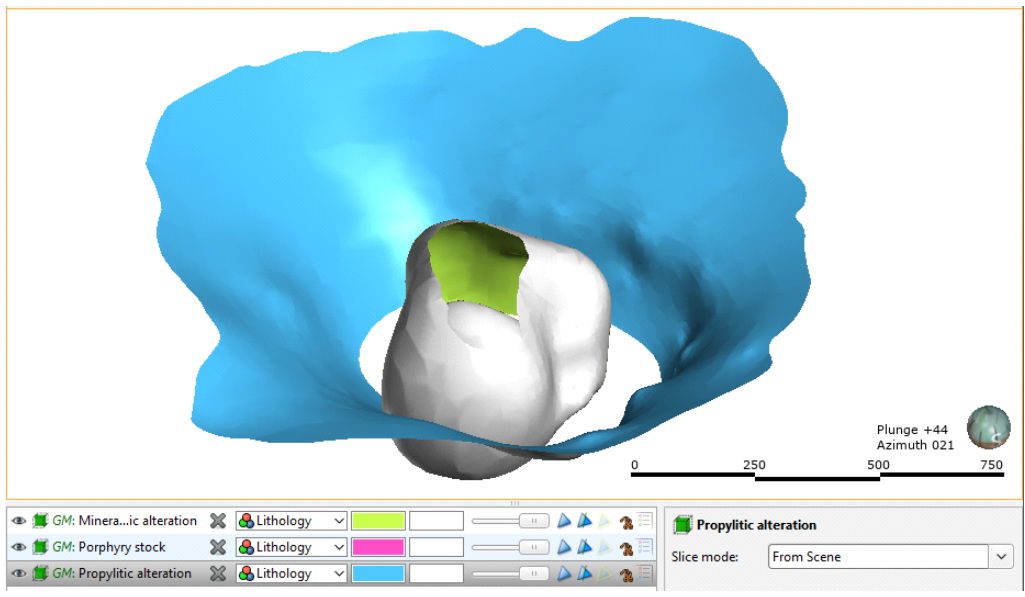 Plunge +44
Azimuth 021
0 250 500 750
GM: Minera...ic alteration Lithology
GM: Porphyry stock Lithology
GM: Propylitic alteration Lithology
Propylitic alteration
Slice mode: From Scene